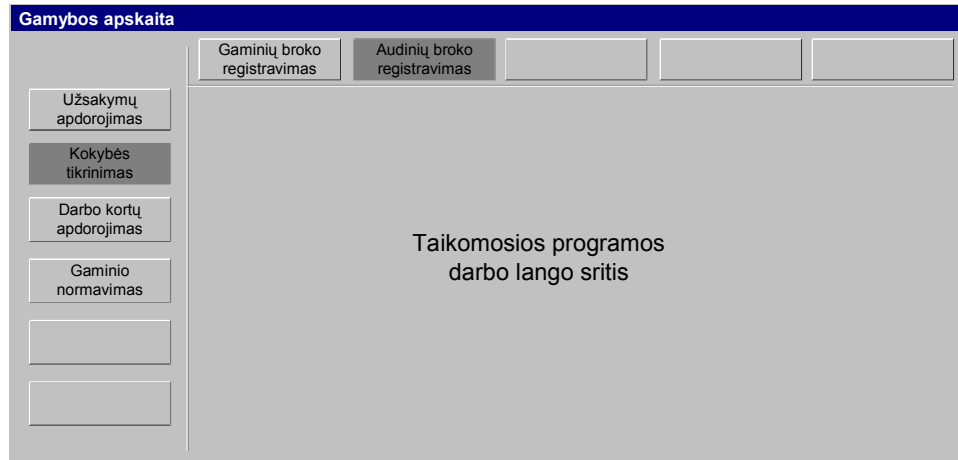 Gamybos apskaita
Gaminių broko
registravimas
Audinių broko
registravimas
Užsakymų
apdorojimas
Kokybės
tikrinimas
Darbo kortų
apdorojimas
Gaminio
normavimas
Taikomosios programos
darbo lango sritis